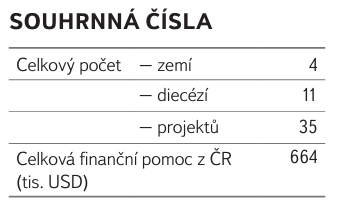 SOUHRNNÁ ČÍSLA
Celkový počet – zemí 4
– diecézí 11
– projektů 35
Celková finanční pomoc z ČR 664
(tis. USD)